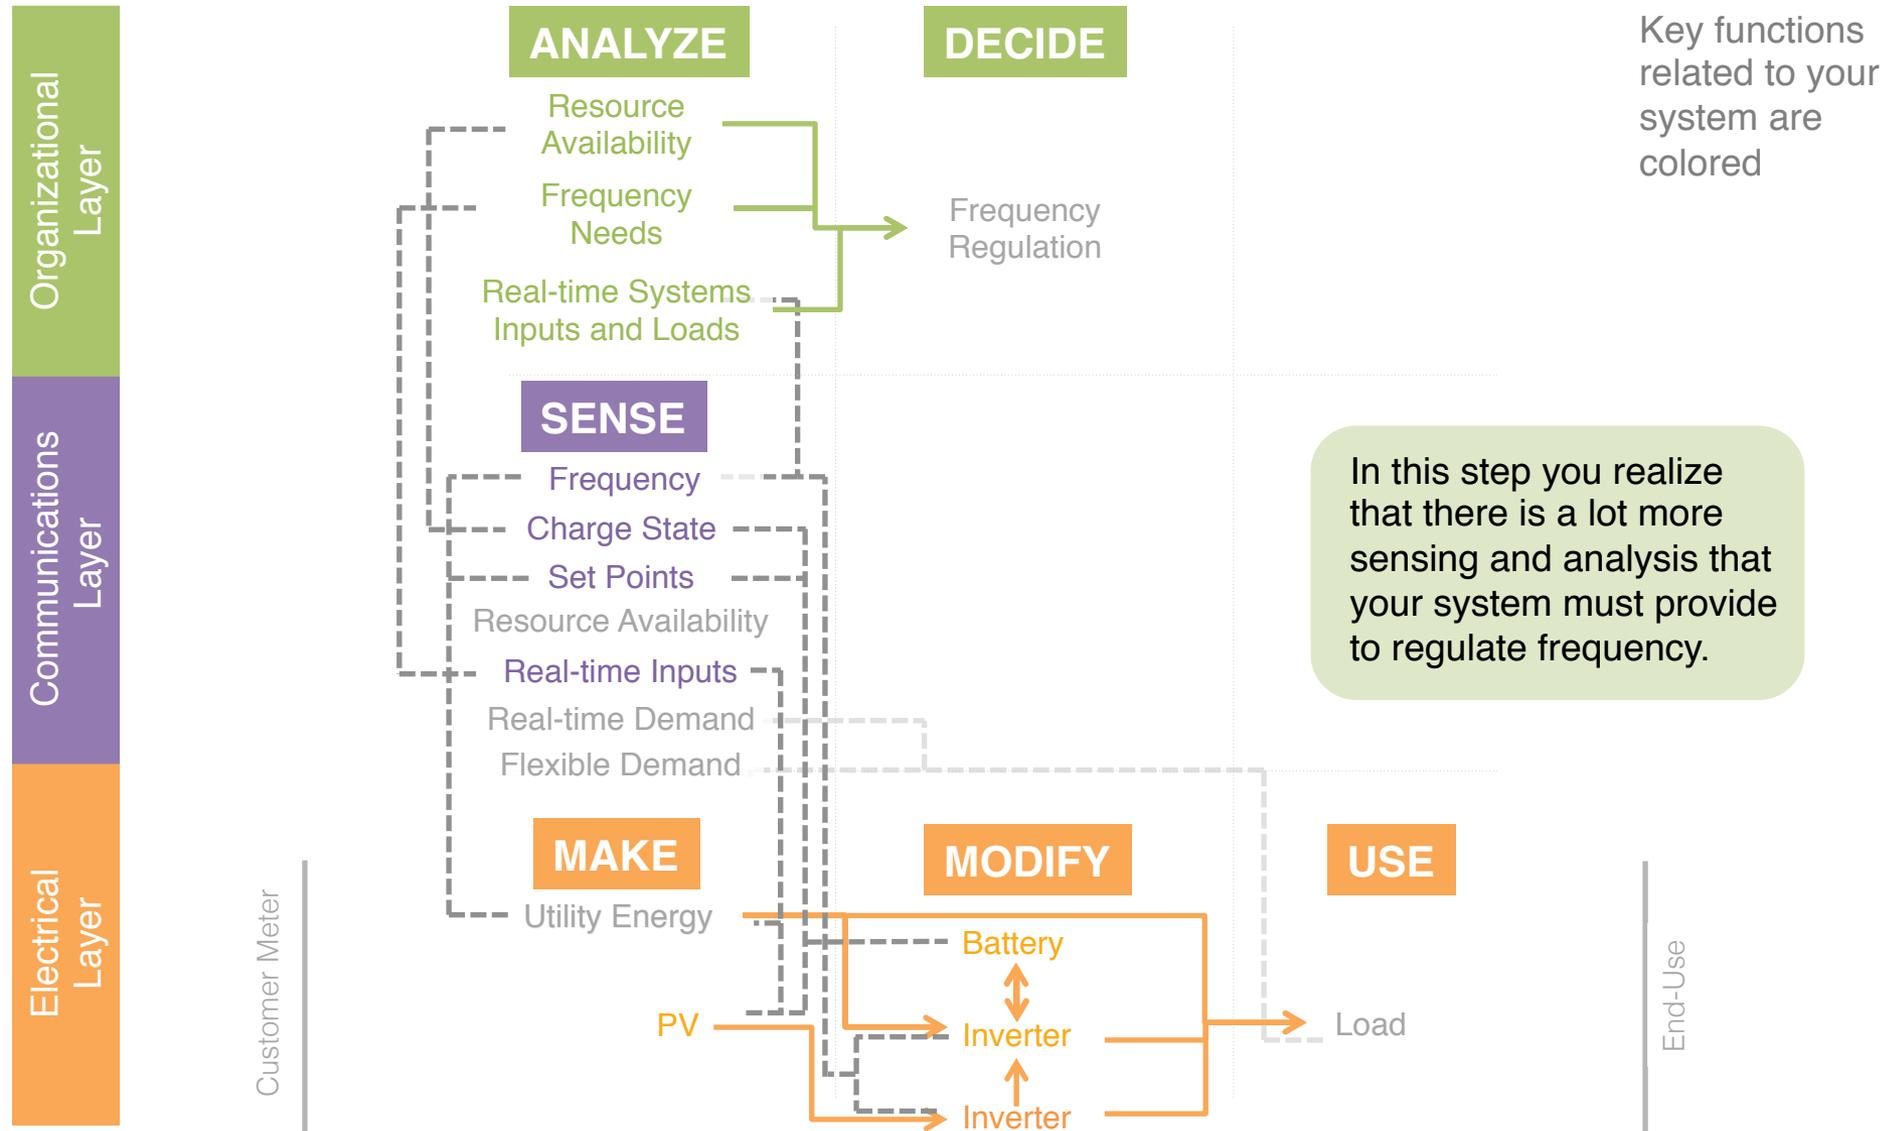 Organizational
Layer
ANALYZE
DECIDE
Key functions
related to your
system are
colored
Resource
Availability
Frequency
Needs
Frequency
Regulation
Real-time Systems
Inputs and Loads
Communications
Layer
SENSE
Frequency
Charge State
Set Points
Resource Availability
Real-time Inputs
Real-time Demand
Flexible Demand
In this step you realize
that there is a lot more
sensing and analysis that
your system must provide
to regulate frequency.
Electrical
Layer
Customer Meter
MAKE
MODIFY
USE
Utility Energy
Battery
PV
Inverter
Load
Inverter
End-Use